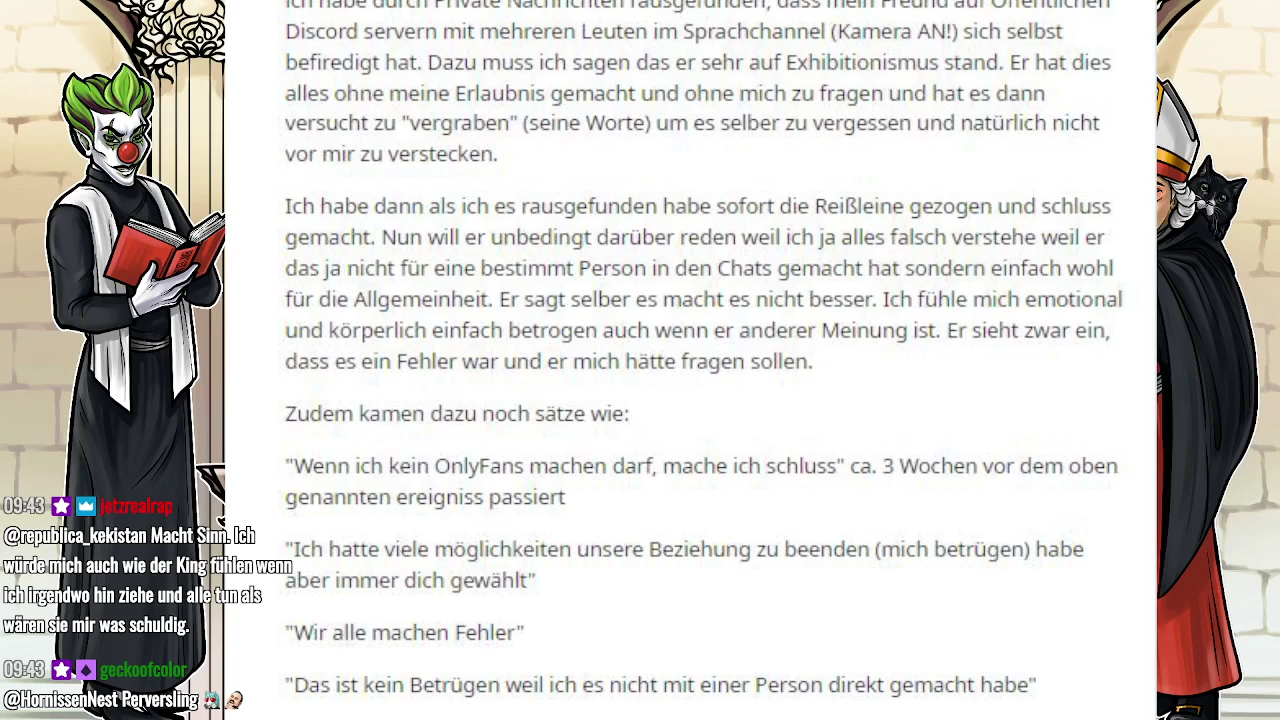 Ich habe durch Private Nachrichten rausgefunden, dass mein Freund auf Öffentlichen
Discord servern mit mehreren Leuten im Sprachchannel (Kamera AN!) sich selbst
befiredigt hat. Dazu muss ich sagen das er sehr auf Exhibitionismus stand. Er hat dies
alles ohne meine Erlaubnis gemacht und ohne mich zu fragen und hat es dann
versucht zu "vergraben" (seine Worte) um es selber zu vergessen und natürlich nicht
vor mir zu verstecken.
Ich habe dann als ich es rausgefunden habe sofort die Reißleine gezogen und schluss
gemacht. Nun will er unbedingt darüber reden weil ich ja alles falsch verstehe weil er
das ja nicht für eine bestimmt Person in den Chats gemacht hat sondern einfach wohl
für die Allgemeinheit. Er sagt selber es macht es nicht besser. Ich fühle mich emotional
und körperlich einfach betrogen auch wenn er anderer Meinung ist. Er sieht zwar ein,
dass es ein Fehler war und er mich hätte fragen sollen.
Zudem kamen dazu noch sätze wie:
"Wenn ich kein OnlyFans machen darf, mache ich schluss" ca. 3 Wochen vor dem oben
genannten ereigniss passiert
"Ich hatte viele möglichkeiten unsere Beziehung zu beenden (mich betrügen) habe
aber immer dich gewählt"
"Wir alle machen Fehler"
"Das ist kein Betrügen weil ich es nicht mit einer Person direkt gemacht habe"
09:43 jetzrealrap
@republica_kekistan Macht Sinn. Ich
würde mich auch wie der King fühlen wenn
ich irgendwo hin ziehe und alle tun als
wären sie mir was schuldig.
09:43 geckoofcolor
@HornissenNest Perversling